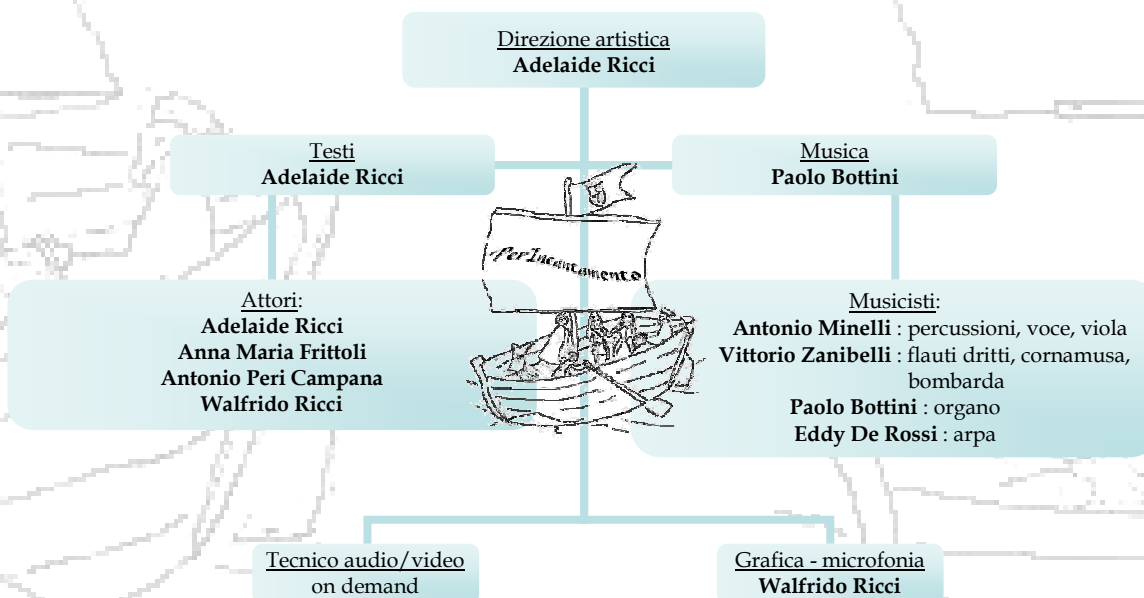 Direzione artistica
Adelaide Ricci
Testi
Adelaide Ricci
Musica
Paolo Bottini
PerIncantamento
Attori:
Adelaide Ricci
Anna Maria Frittoli
Antonio Peri Campana
Walfrido Ricci
Musicisti:
Antonio Minelli : percussioni, voce, viola
Vittorio Zanibelli : flauti dritti, cornamusa,
bombarda
Paolo Bottini : organo
Eddy De Rossi : arpa
Tecnico audio/video
on demand
Grafica - microfonia
Walfrido Ricci